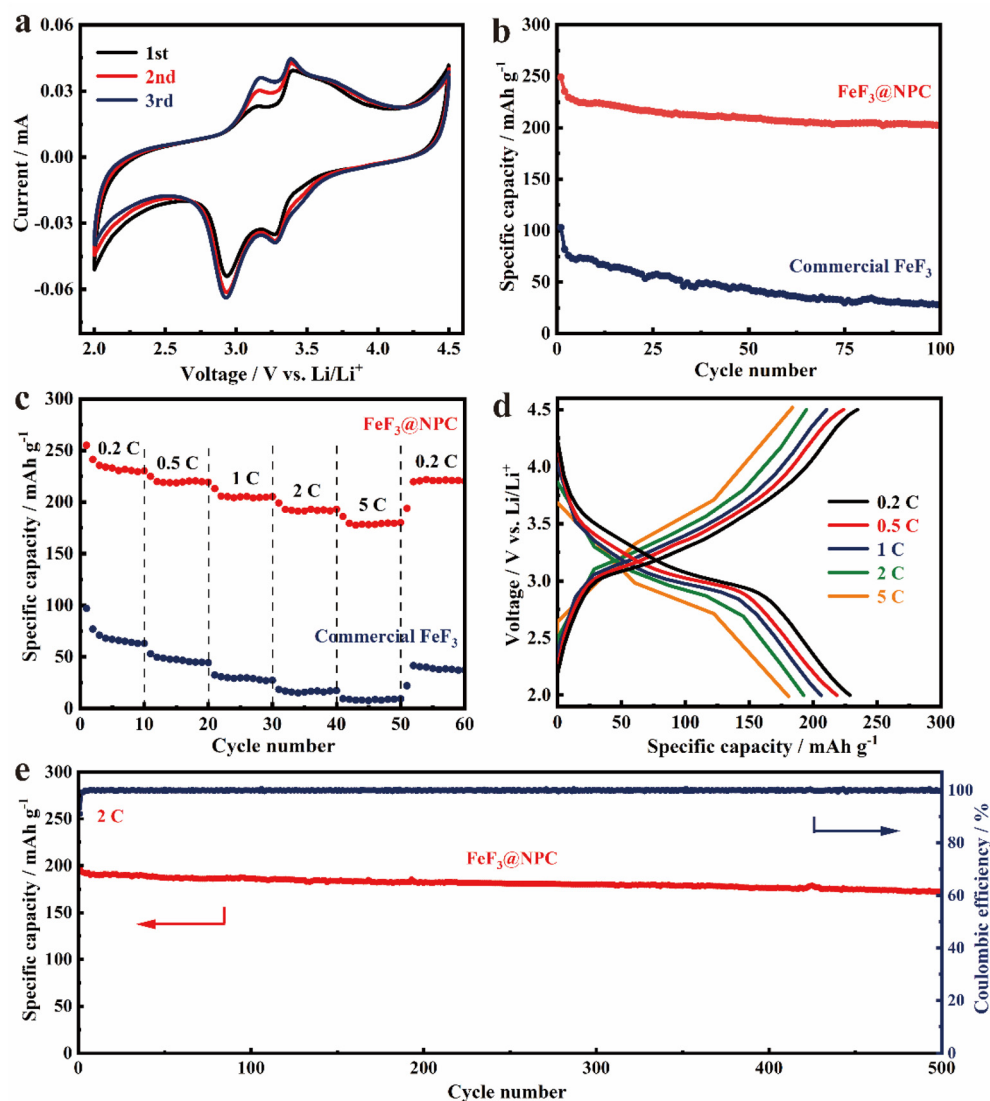 a
0.06
0.03
0.00
-0.03
-0.06
Current / mA
1st
2nd
3rd
2.0 2.5 3.0 3.5 4.0 4.5
Voltage / V vs. Li/Li⁺
b
300
250
200
150
100
50
0
Specific capacity / mAh g⁻¹
FeF₃@NPC
Commercial FeF₃
0 25 50 75 100
Cycle number
c
300
250
200
150
100
50
0
Specific capacity / mAh g⁻¹
FeF₃@NPC
0.2 C 0.5 C 1 C 2 C 5 C 0.2 C
Commercial FeF₃
0 10 20 30 40 50 60
Cycle number
d
4.5
4.0
3.5
3.0
2.5
2.0
Voltage / V vs. Li/Li⁺
0.2 C
0.5 C
1 C
2 C
5 C
0 50 100 150 200 250 300
Specific capacity / mAh g⁻¹
e
300
250
200
150
100
50
0
Specific capacity / mAh g⁻¹
2 C
FeF₃@NPC
100
80
60
40
20
0
Coulombic efficiency / %
0 100 200 300 400 500
Cycle number